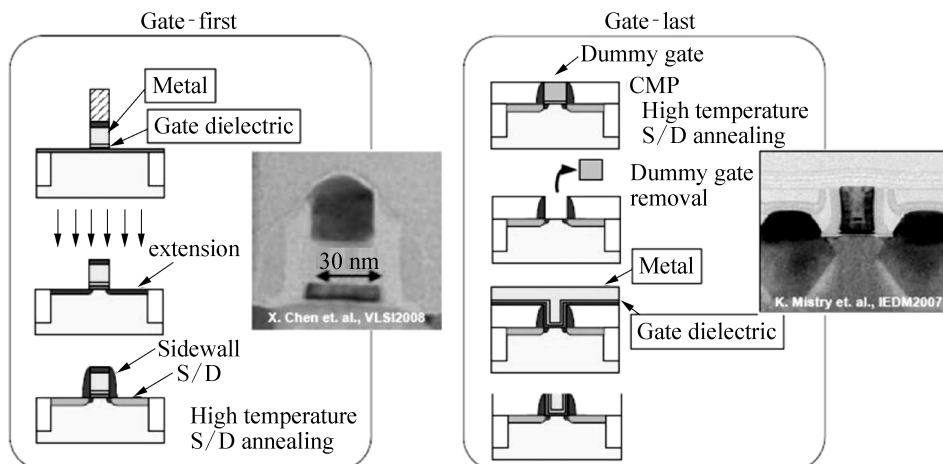 Gate-first
Metal
Gate dielectric
extension
30 nm
X. Chen et. al., VLSI2008
Sidewall
S/D
High temperature
S/D annealing
Gate-last
Dummy gate
CMP
High temperature
S/D annealing
Dummy gate
removal
Metal
K. Mistry et. al., IEDM2007
Gate dielectric